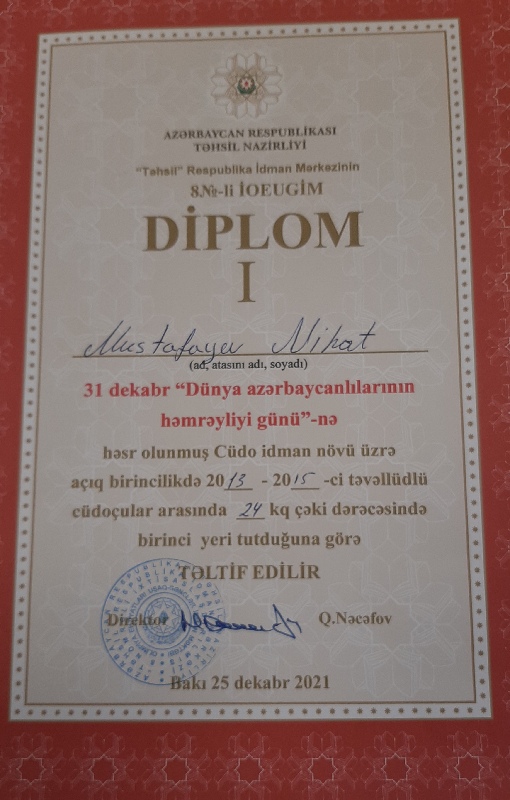 AZƏRBAYCAN RESPUBLİKASI
TƏHSİL NAZİRLİYİ
"Təhsil" Respublika İdman Mərkəzinin
8.№-li İOEUGİM
DİPLOM
I
Mustafayev Nihat
(ad, atasını adı, soyadı)
31 dekabr "Dünya azərbaycanlılarının
həmrəyliyi günü"-nə
həsr olunmuş Cüdo idman növü üzrə
açıq birincilikdə 2013 - 2015 -ci təvəllüdlü
cüdoçular arasında 24 kq çəki dərəcəsində
birinci yeri tutduğuna görə
TƏLTİF EDİLİR
Direktor Q.Nəcəfov
Bakı 25 dekabr 2021